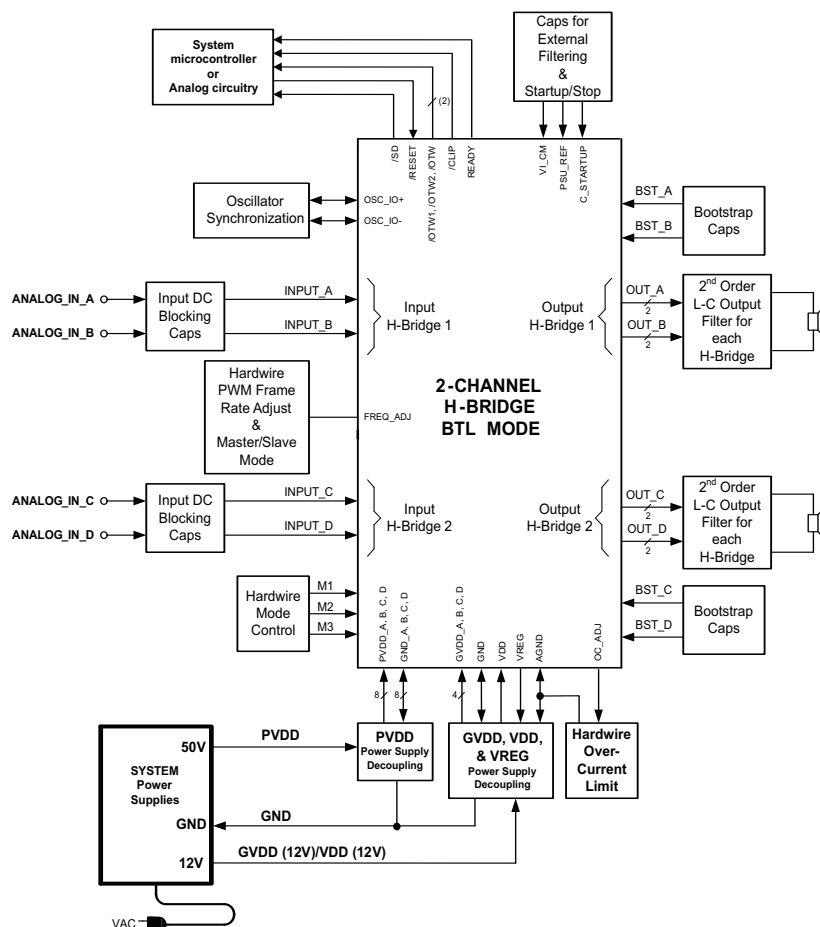 System
microcontroller
or
Analog circuitry
Caps for
External
Filtering
&
Startup/Stop
(2)
/SD
/RESET
/OTW1, /OTW2, /OTW
/CLIP
READY
VI_CM
PSU_REF
C_STARTUP
Oscillator
Synchronization
OSC_IO+
OSC_IO-
BST_A
BST_B
Bootstrap
Caps
ANALOG_IN_A
ANALOG_IN_B
Input DC
Blocking
Caps
INPUT_A
INPUT_B
Input
H-Bridge 1
Output
H-Bridge 1
OUT_A
2
OUT_B
2
2nd Order
L-C Output
Filter for
each
H-Bridge
Hardwire
PWM Frame
Rate Adjust
&
Master/Slave
Mode
FREQ_ADJ
2-CHANNEL
H-BRIDGE
BTL MODE
ANALOG_IN_C
ANALOG_IN_D
Input DC
Blocking
Caps
INPUT_C
INPUT_D
Input
H-Bridge 2
Output
H-Bridge 2
OUT_C
2
OUT_D
2
2nd Order
L-C Output
Filter for
each
H-Bridge
Hardwire
Mode
Control
M1
M2
M3
BST_C
BST_D
Bootstrap
Caps
PVDD_A, B, C, D
GND_A, B, C, D
GVDD_A, B, C, D
GND
VDD
VREG
AGND
OC_ADJ
8
8
4
PVDD
Power Supply
Decoupling
GVDD, VDD,
& VREG
Power Supply
Decoupling
Hardwire
Over-
Current
Limit
SYSTEM
Power
Supplies
50V
PVDD
GND
GND
12V
GVDD (12V)/VDD (12V)
VAC